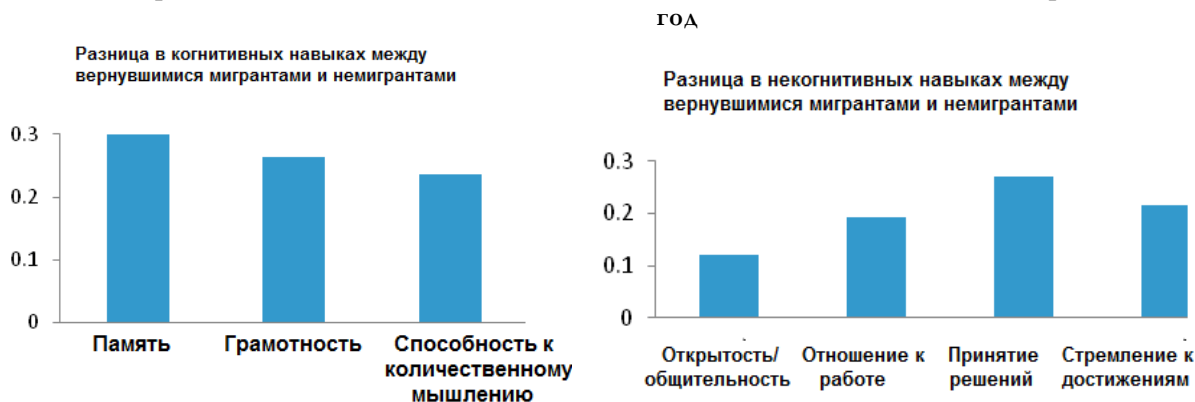 год
Разница в когнитивных навыках между
вернувшимися мигрантами и немигрантами
0.3
0.2
0.1
0
Память
Грамотность
Способность к
количественному
мышлению
Разница в некогнитивных навыках между
вернувшимися мигрантами и немигрантами
0.3
0.2
0.1
0
Открытость/
общительность
Отношение к
работе
Принятие
решений
Стремление к
достижениям